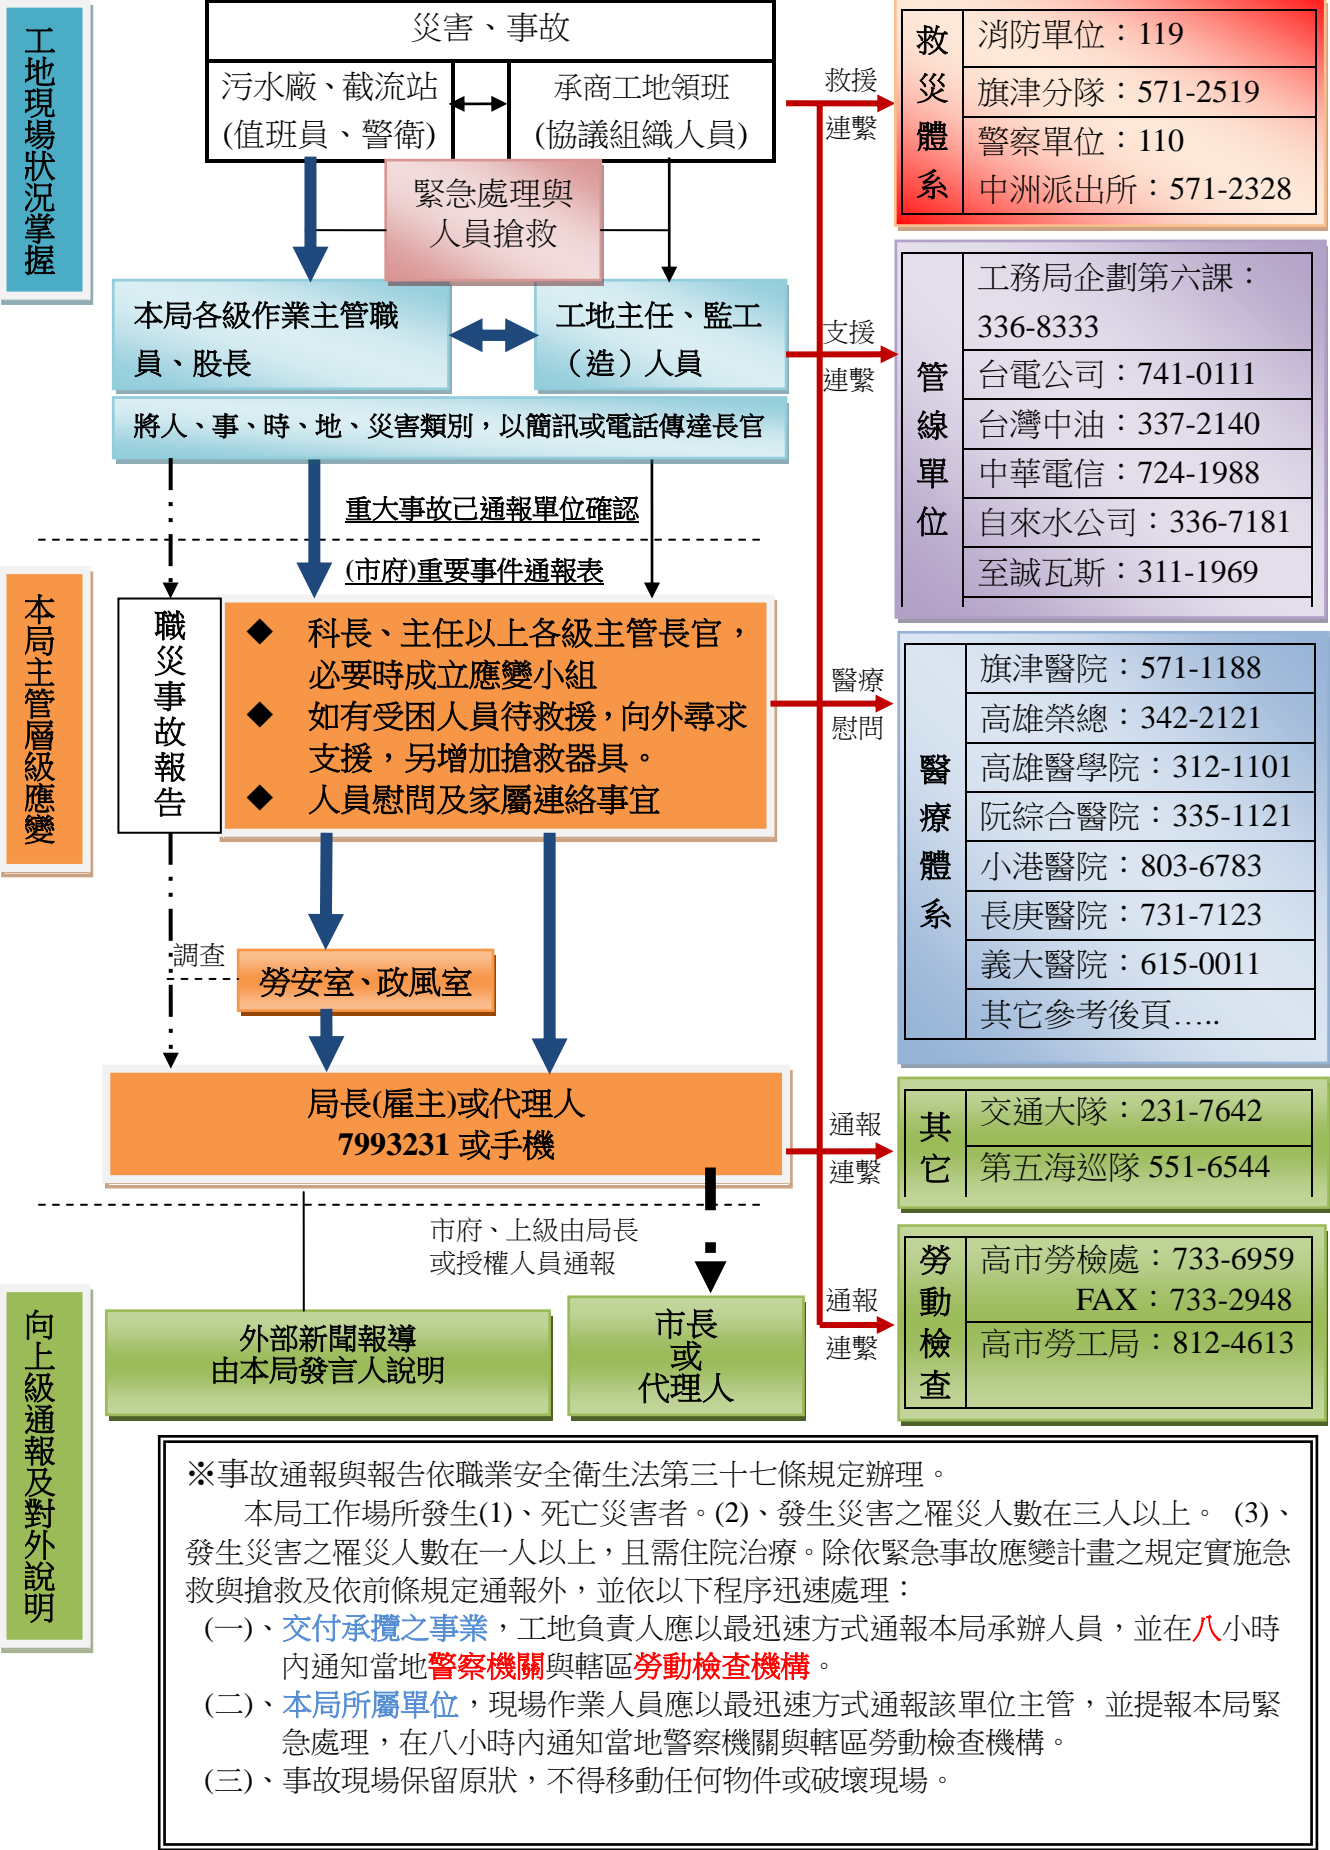 工地現場狀況掌握
災害、事故
污水廠、截流站
(值班員、警衛)
承商工地領班
(協議組織人員)
緊急處理與
人員搶救
本局各級作業主管職
員、股長
工地主任、監工
（造）人員
將人、事、時、地、災害類別，以簡訊或電話傳達長官
重大事故己通報單位確認
(市府)重要事件通報表
本局主管層級應變
職災事故報告
◆ 科長、主任以上各級主管長官，
必要時成立應變小組
◆ 如有受困人員待救援，向外尋求
支援，另增加搶救器具。
◆ 人員慰問及家屬連絡事宜
調查
勞安室、政風室
局長(雇主)或代理人
7993231 或手機
市府、上級由局長
或授權人員通報
向上級通報及對外說明
外部新聞報導
由本局發言人說明
市長
或
代理人
救援
連繫
救災體系
消防單位：119
旗津分隊：571-2519
警察單位：110
中洲派出所：571-2328
支援
連繫
管線單位
工務局企劃第六課：
336-8333
台電公司：741-0111
台灣中油：337-2140
中華電信：724-1988
自來水公司：336-7181
至誠瓦斯：311-1969
醫療
慰問
醫療體系
旗津醫院：571-1188
高雄榮總：342-2121
高雄醫學院：312-1101
阮綜合醫院：335-1121
小港醫院：803-6783
長庚醫院：731-7123
義大醫院：615-0011
其它參考後頁…..
通報
連繫
其它
交通大隊：231-7642
第五海巡隊 551-6544
通報
連繫
勞動檢查
高市勞檢處：733-6959
FAX：733-2948
高市勞工局：812-4613
※事故通報與報告依職業安全衛生法第三十七條規定辦理。
本局工作場所發生(1)、死亡災害者。(2)、發生災害之罹災人數在三人以上。 (3)、
發生災害之罹災人數在一人以上，且需住院治療。除依緊急事故應變計畫之規定實施急
救與搶救及依前條規定通報外，並依以下程序迅速處理：
(一)、交付承攬之事業，工地負責人應以最迅速方式通報本局承辦人員，並在八小時
內通知當地警察機關與轄區勞動檢查機構。
(二)、本局所屬單位，現場作業人員應以最迅速方式通報該單位主管，並提報本局緊
急處理，在八小時內通知當地警察機關與轄區勞動檢查機構。
(三)、事故現場保留原狀，不得移動任何物件或破壞現場。